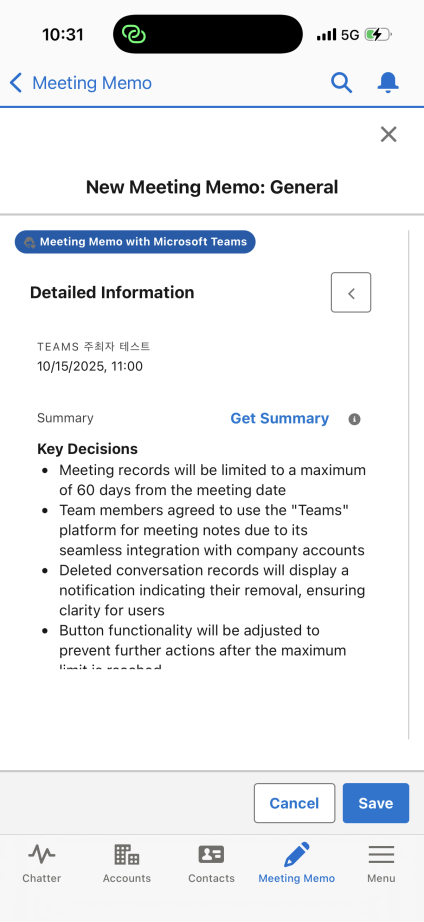 10:31
5G
Meeting Memo
New Meeting Memo: General
Meeting Memo with Microsoft Teams
Detailed Information
TEAMS 주최자 테스트
10/15/2025, 11:00
Summary
Get Summary
Key Decisions
• Meeting records will be limited to a maximum
of 60 days from the meeting date
• Team members agreed to use the "Teams"
platform for meeting notes due to its
seamless integration with company accounts
• Deleted conversation records will display a
notification indicating their removal, ensuring
clarity for users
• Button functionality will be adjusted to
prevent further actions after the maximum
limit is reached
Cancel
Save
Chatter
Accounts
Contacts
Meeting Memo
Menu